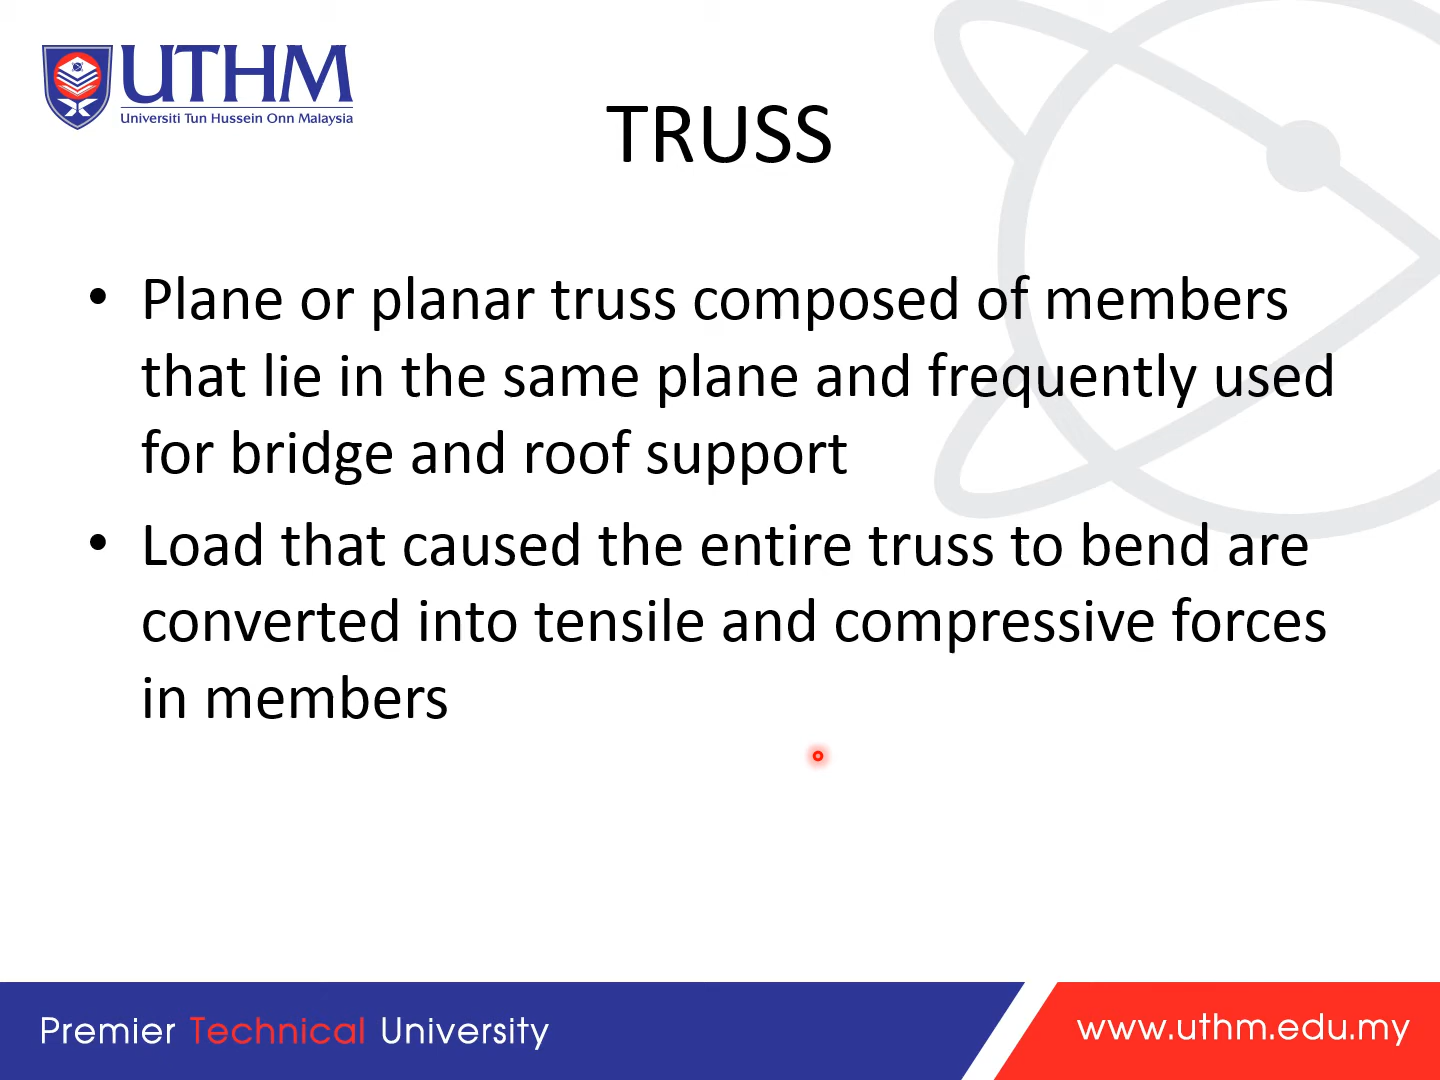 UTHM
Universiti Tun Hussein Onn Malaysia
TRUSS
• Plane or planar truss composed of members
that lie in the same plane and frequently used
for bridge and roof support
• Load that caused the entire truss to bend are
converted into tensile and compressive forces
in members
Premier Technical University
www.uthm.edu.my